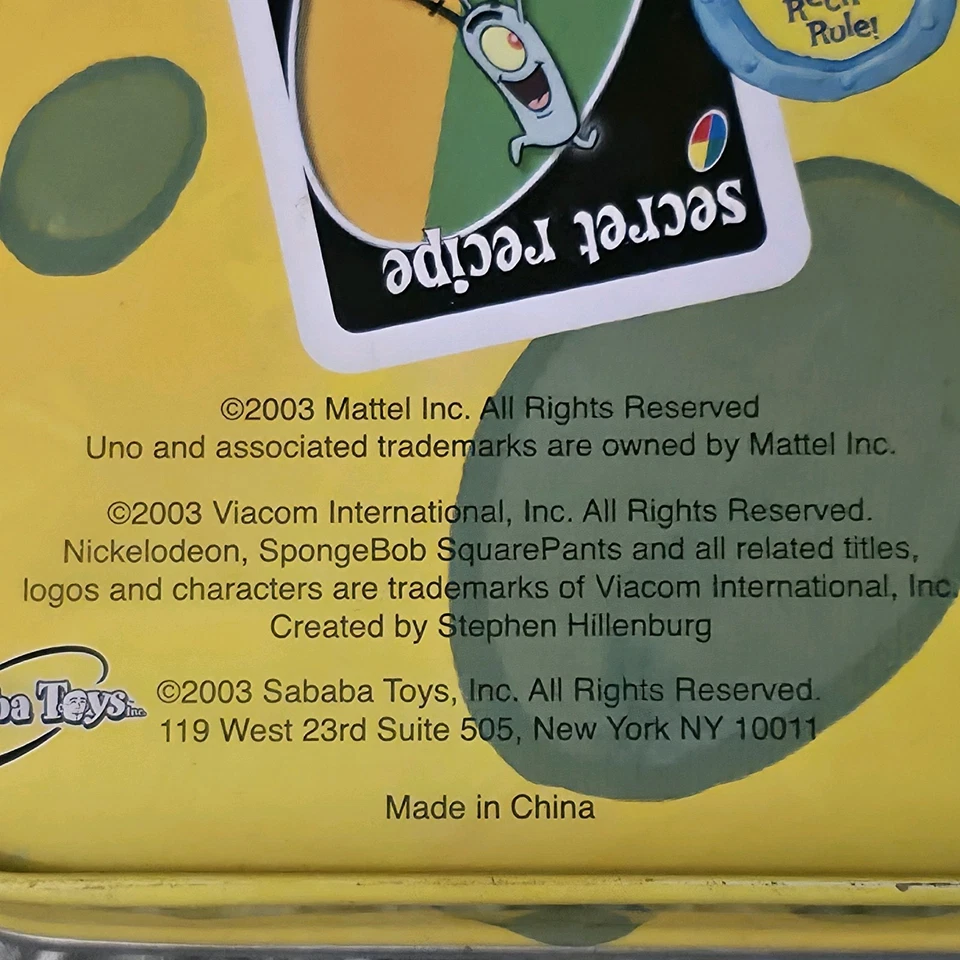 Rule!
secret recipe
©2003 Mattel Inc. All Rights Reserved
Uno and associated trademarks are owned by Mattel Inc.
©2003 Viacom International, Inc. All Rights Reserved.
Nickelodeon, SpongeBob SquarePants and all related titles,
logos and characters are trademarks of Viacom International, Inc.
Created by Stephen Hillenburg
Toys Inc.
©2003 Sababa Toys, Inc. All Rights Reserved.
119 West 23rd Suite 505, New York NY 10011
Made in China